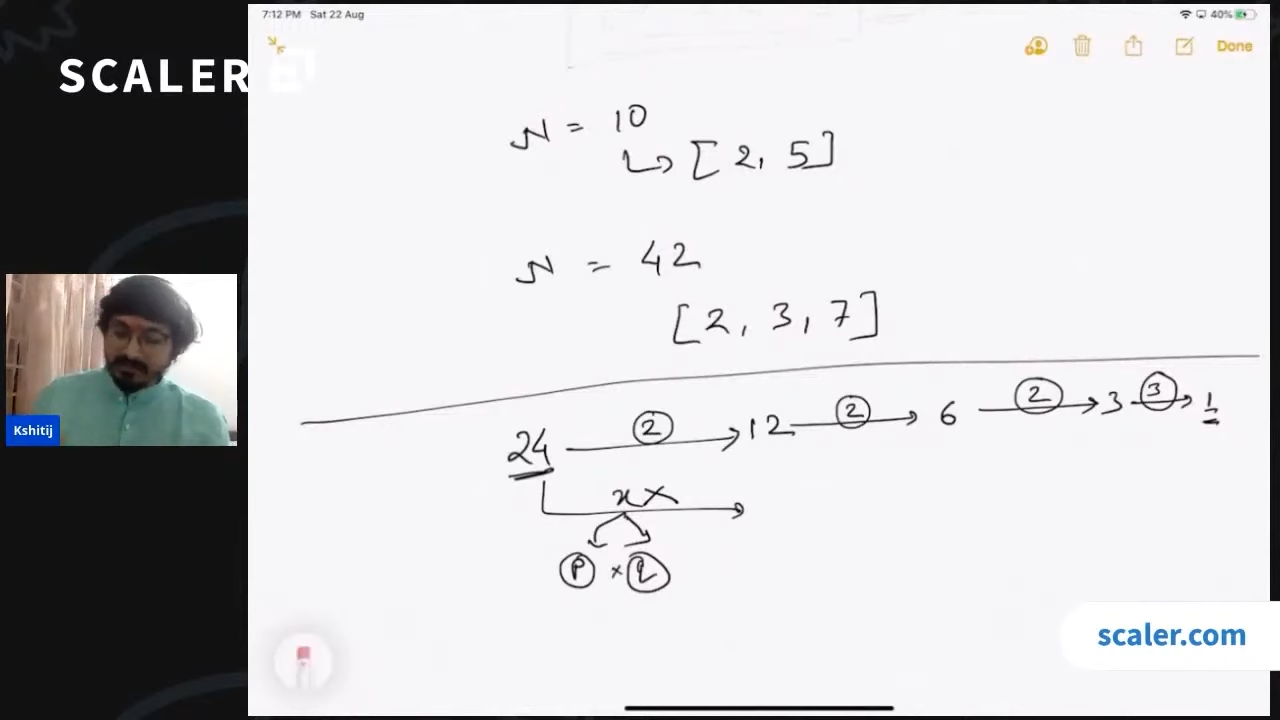 7:12 PM Sat 22 Aug
40%
SCALER
Done
N = 10
↳ [2, 5]
N = 42
[2, 3, 7]
24 → 2 → 12 → 2 → 6 → 2 → 3 → 3 → 1
x X
p × q
Kshitij
scaler.com